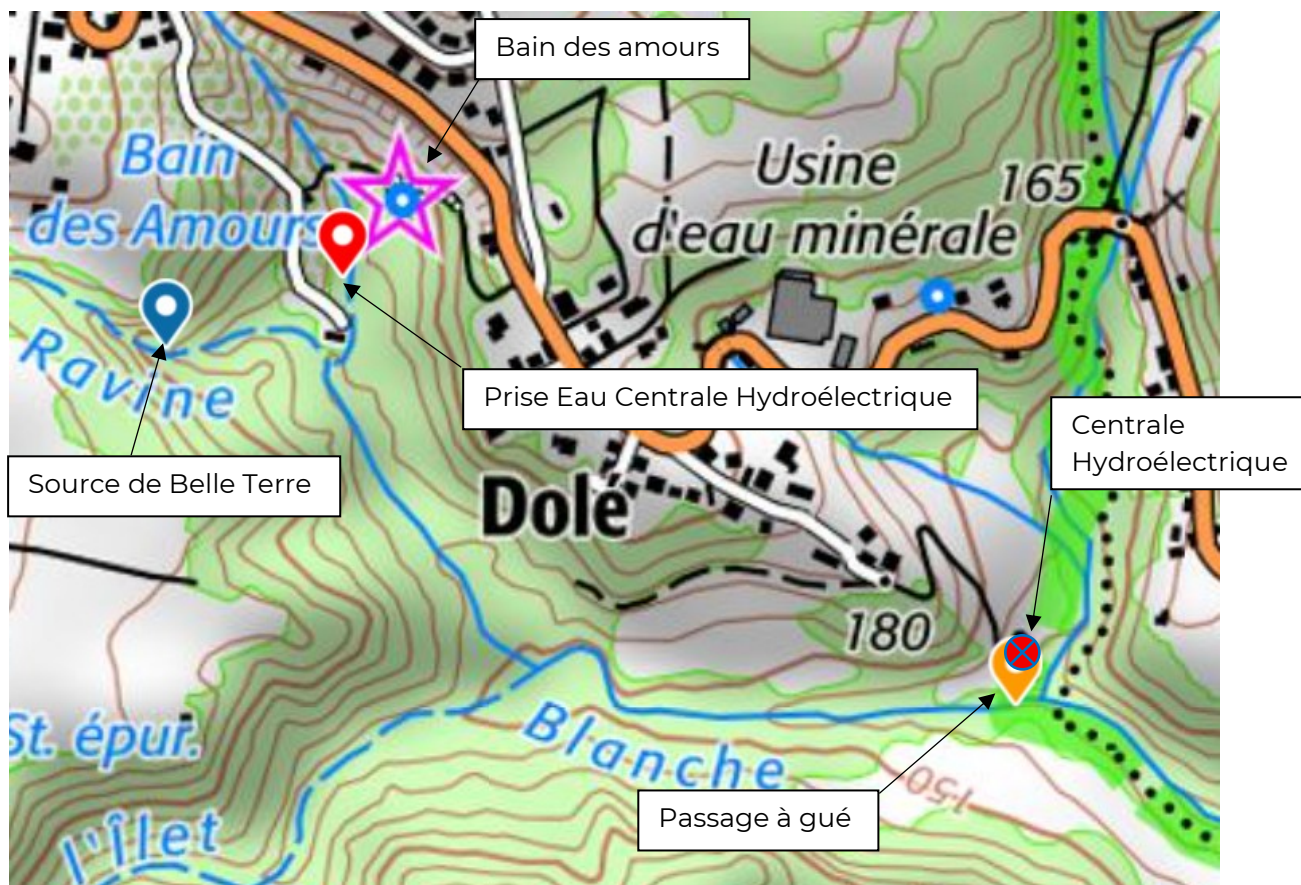 Bain des amours
Bain
des Amours
Usine
d'eau minérale
165
Ravine
Prise Eau Centrale Hydroélectrique
Centrale
Hydroélectrique
Source de Belle Terre
Dolé
180
St. épur.
Blanche
150
Passage à gué
l'Îlet